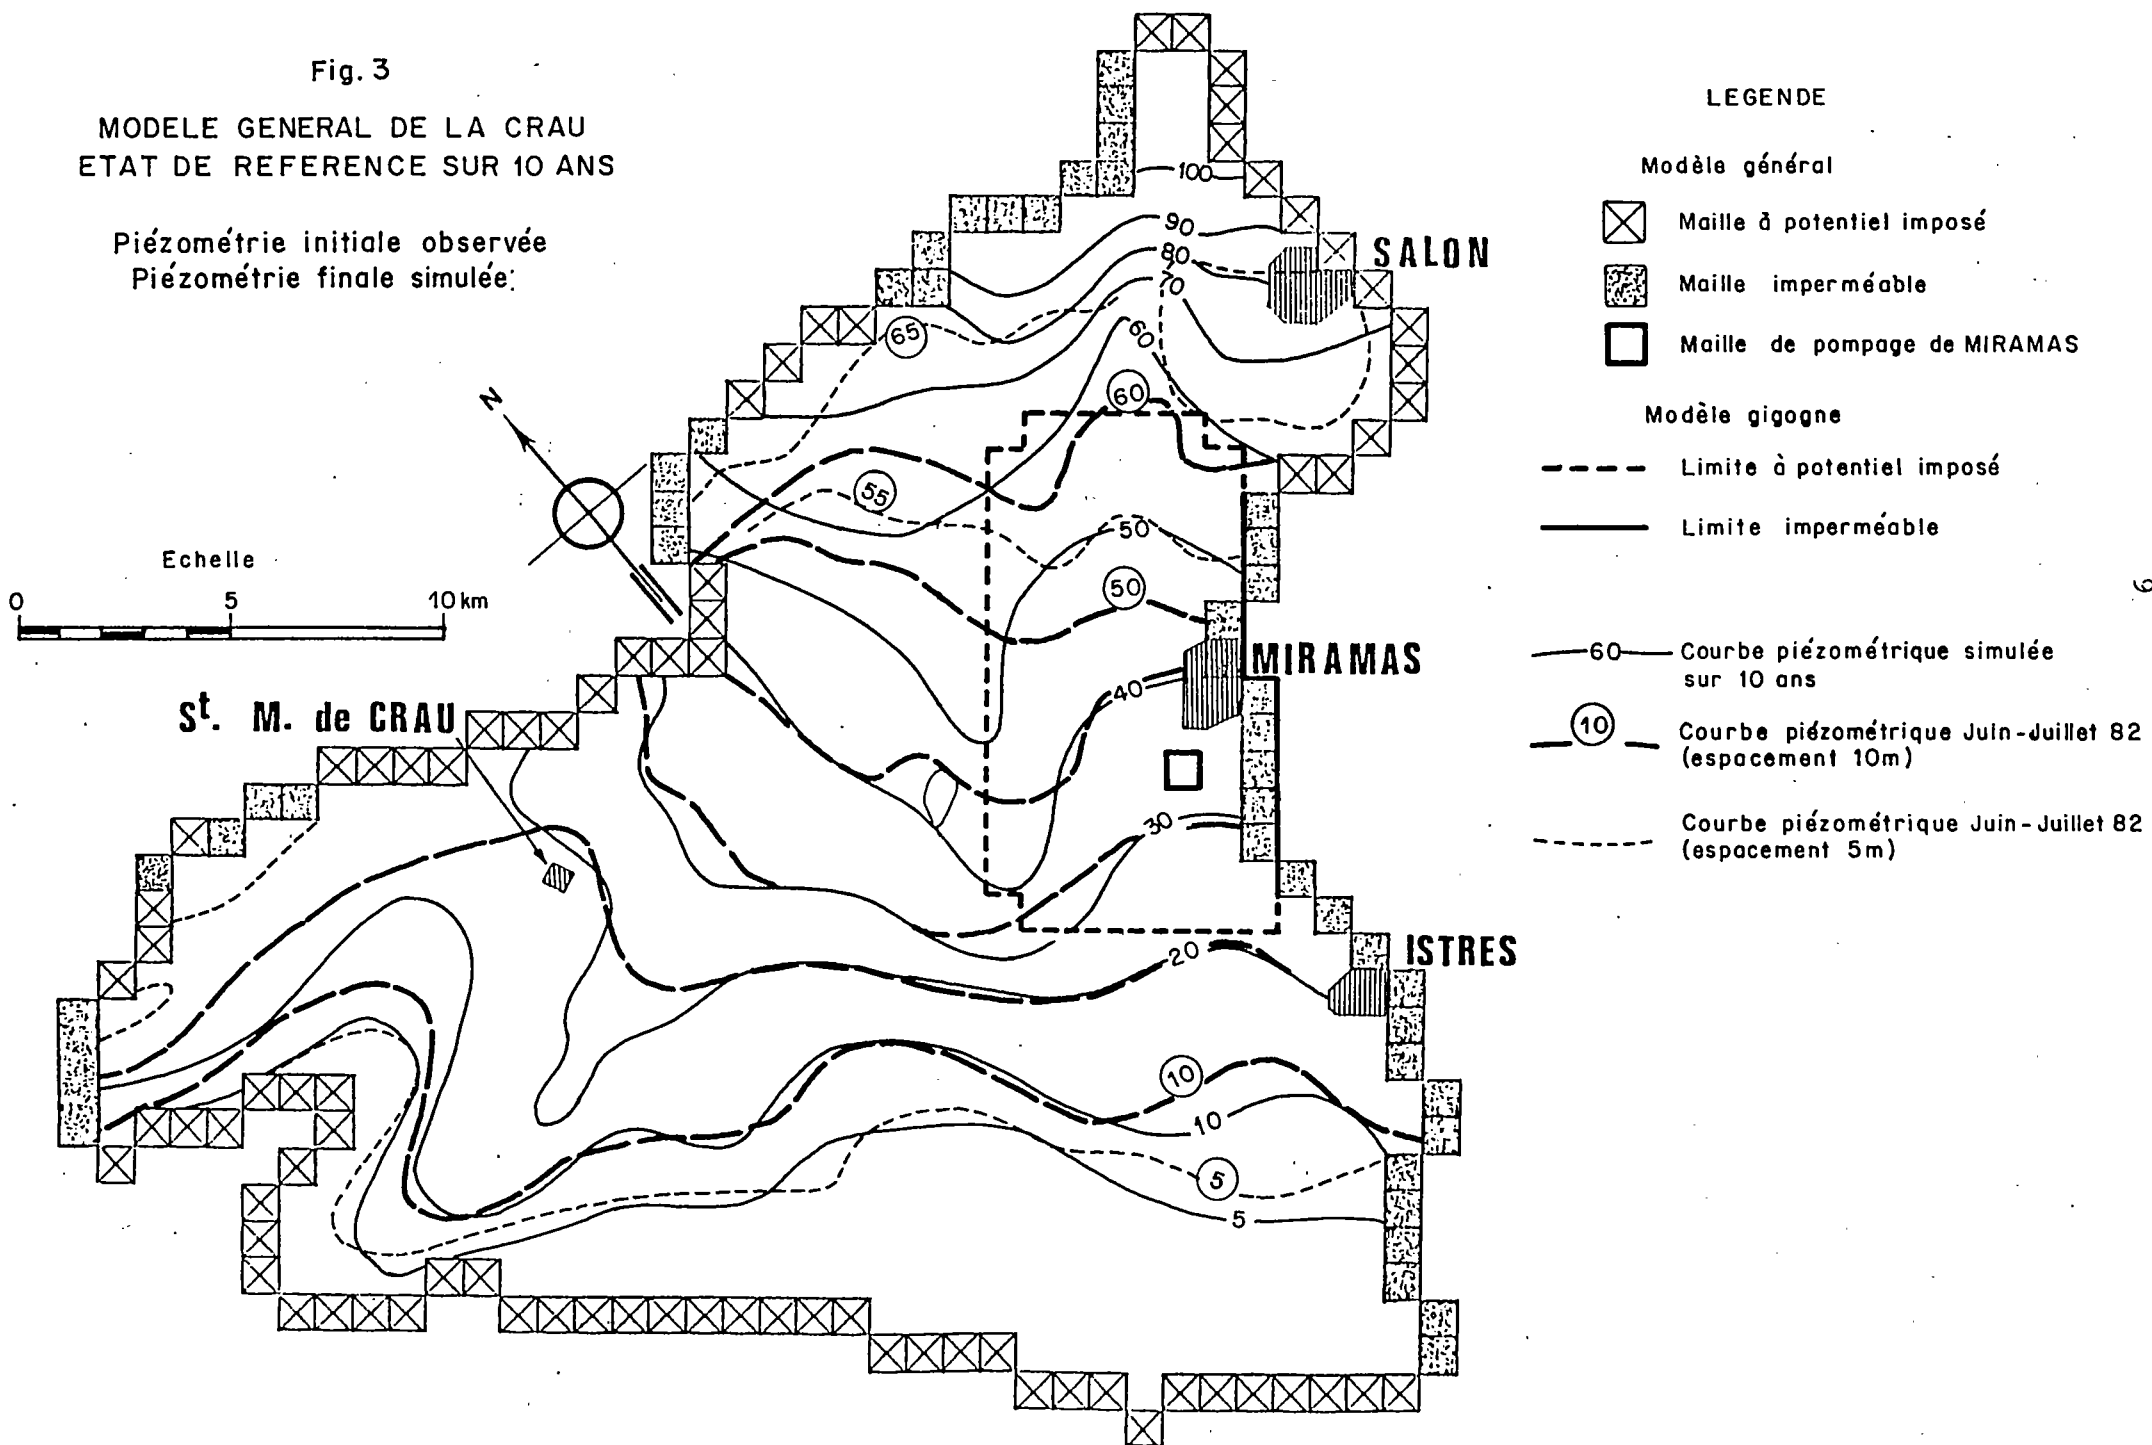 Fig. 3
MODELE GENERAL DE LA CRAU
ETAT DE REFERENCE SUR 10 ANS
Piézométrie initiale observée
Piézométrie finale simulée:
N
Echelle
0 5 10 km
St. M. de CRAU
SALON
MIRAMAS
ISTRES
100
90
80
70
65
60
60
55
50
50
40
30
20
10
10
5
5
LEGENDE
Modèle général
Maille à potentiel imposé
Maille imperméable
Maille de pompage de MIRAMAS
Modèle gigogne
Limite à potentiel imposé
Limite imperméable
60 Courbe piézométrique simulée
sur 10 ans
10 Courbe piézométrique Juin-Juillet 82
(espacement 10m)
Courbe piézométrique Juin-Juillet 82
(espacement 5m)
9